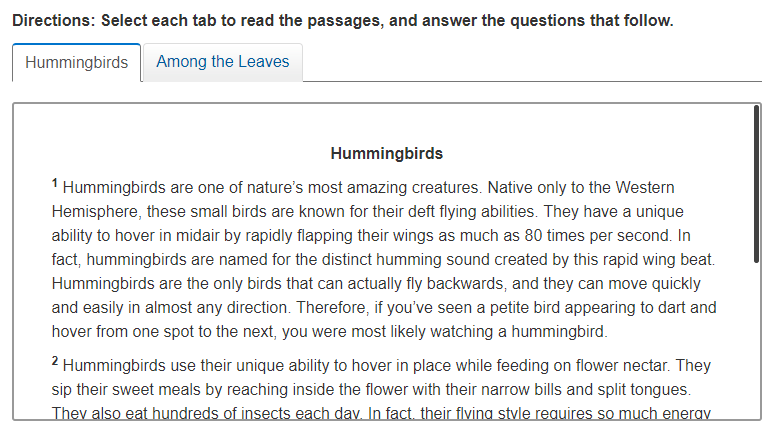 Directions: Select each tab to read the passages, and answer the questions that follow.
Hummingbirds
Among the Leaves
Hummingbirds
1 Hummingbirds are one of nature's most amazing creatures. Native only to the Western
Hemisphere, these small birds are known for their deft flying abilities. They have a unique
ability to hover in midair by rapidly flapping their wings as much as 80 times per second. In
fact, hummingbirds are named for the distinct humming sound created by this rapid wing beat.
Hummingbirds are the only birds that can actually fly backwards, and they can move quickly
and easily in almost any direction. Therefore, if you've seen a petite bird appearing to dart and
hover from one spot to the next, you were most likely watching a hummingbird.
2 Hummingbirds use their unique ability to hover in place while feeding on flower nectar. They
sip their sweet meals by reaching inside the flower with their narrow bills and split tongues.
They also eat hundreds of insects each day. In fact, their flying style requires so much energy